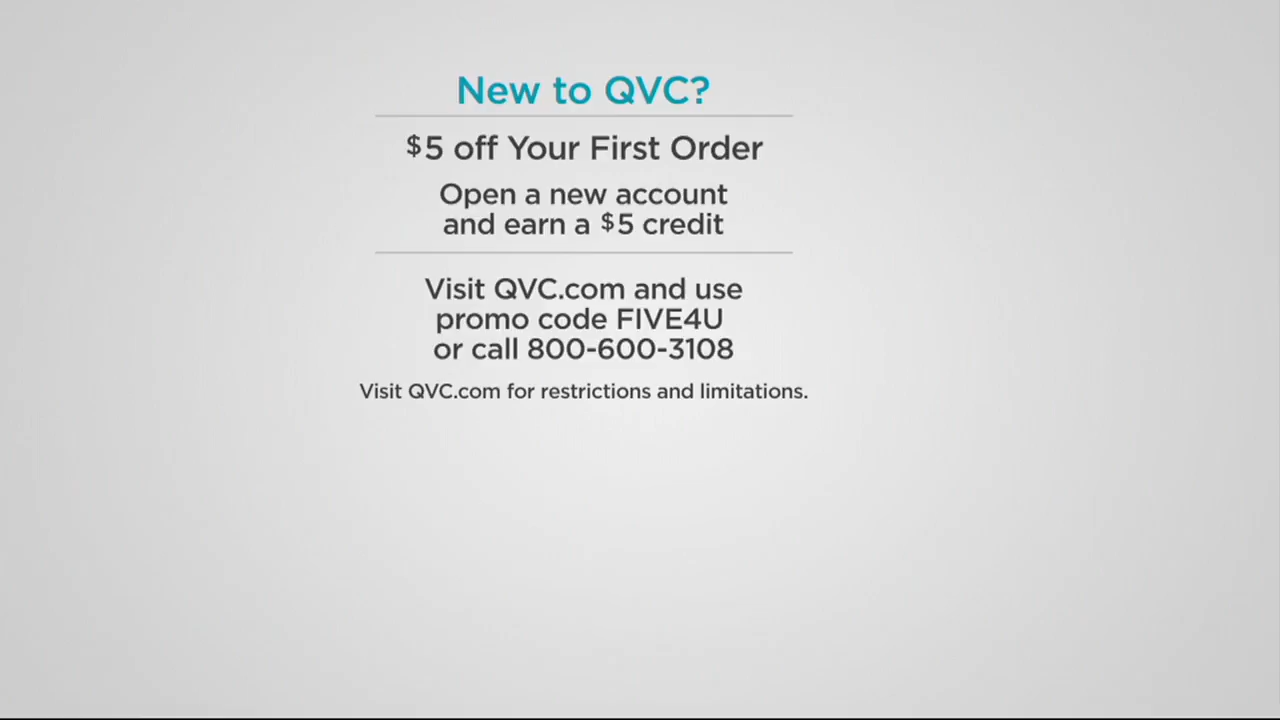 New to QVC?
$5 off Your First Order
Open a new account
and earn a $5 credit
Visit QVC.com and use
promo code FIVE4U
or call 800-600-3108
Visit QVC.com for restrictions and limitations.